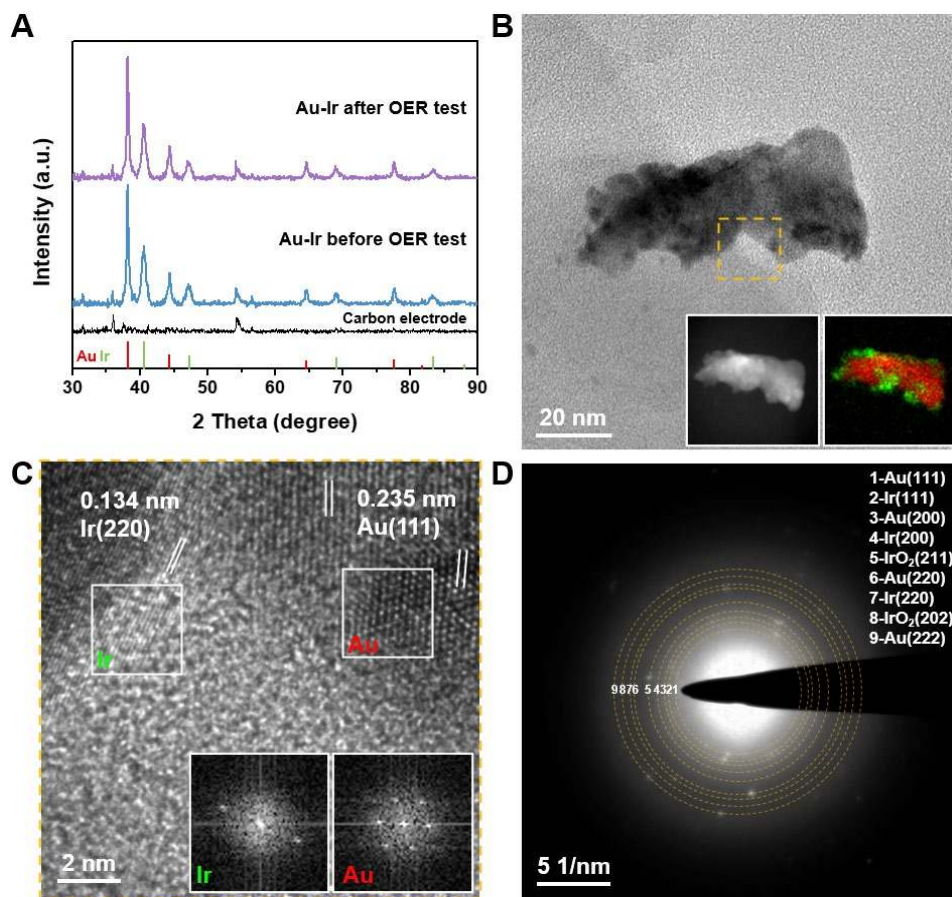 A
Intensity (a.u.)
Au-Ir after OER test
Au-Ir before OER test
Carbon electrode
Au Ir
30 40 50 60 70 80 90
2 Theta (degree)
B
20 nm
C
0.134 nm
Ir(220)
0.235 nm
Au(111)
Ir
Au
Ir
Au
2 nm
D
1-Au(111)
2-Ir(111)
3-Au(200)
4-Ir(200)
5-IrO₂(211)
6-Au(220)
7-Ir(220)
8-IrO₂(202)
9-Au(222)
9876 5 4321
5 1/nm